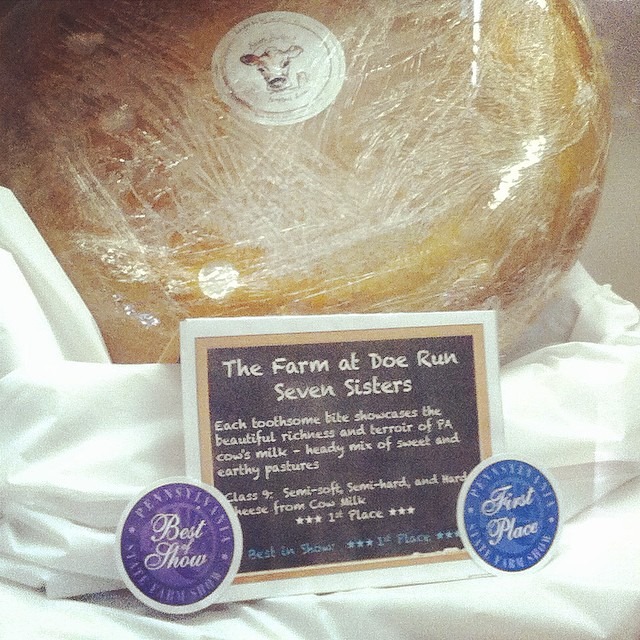 The Farm at Doe Run
Seven Sisters
Each toothsome bite showcases the
beautiful richness and terroir of PA
cow's milk - heady mix of sweet and
earthy pastures
Class 9: Semi-soft, Semi-hard, and Hard
Cheese from Cow Milk
*** 1st Place ***
Best in Show: *** 1st Place ***
PENNSYLVANIA
Best
of
Show
STATE FARM SHOW
PENNSYLVANIA
First
Place
STATE FARM SHOW